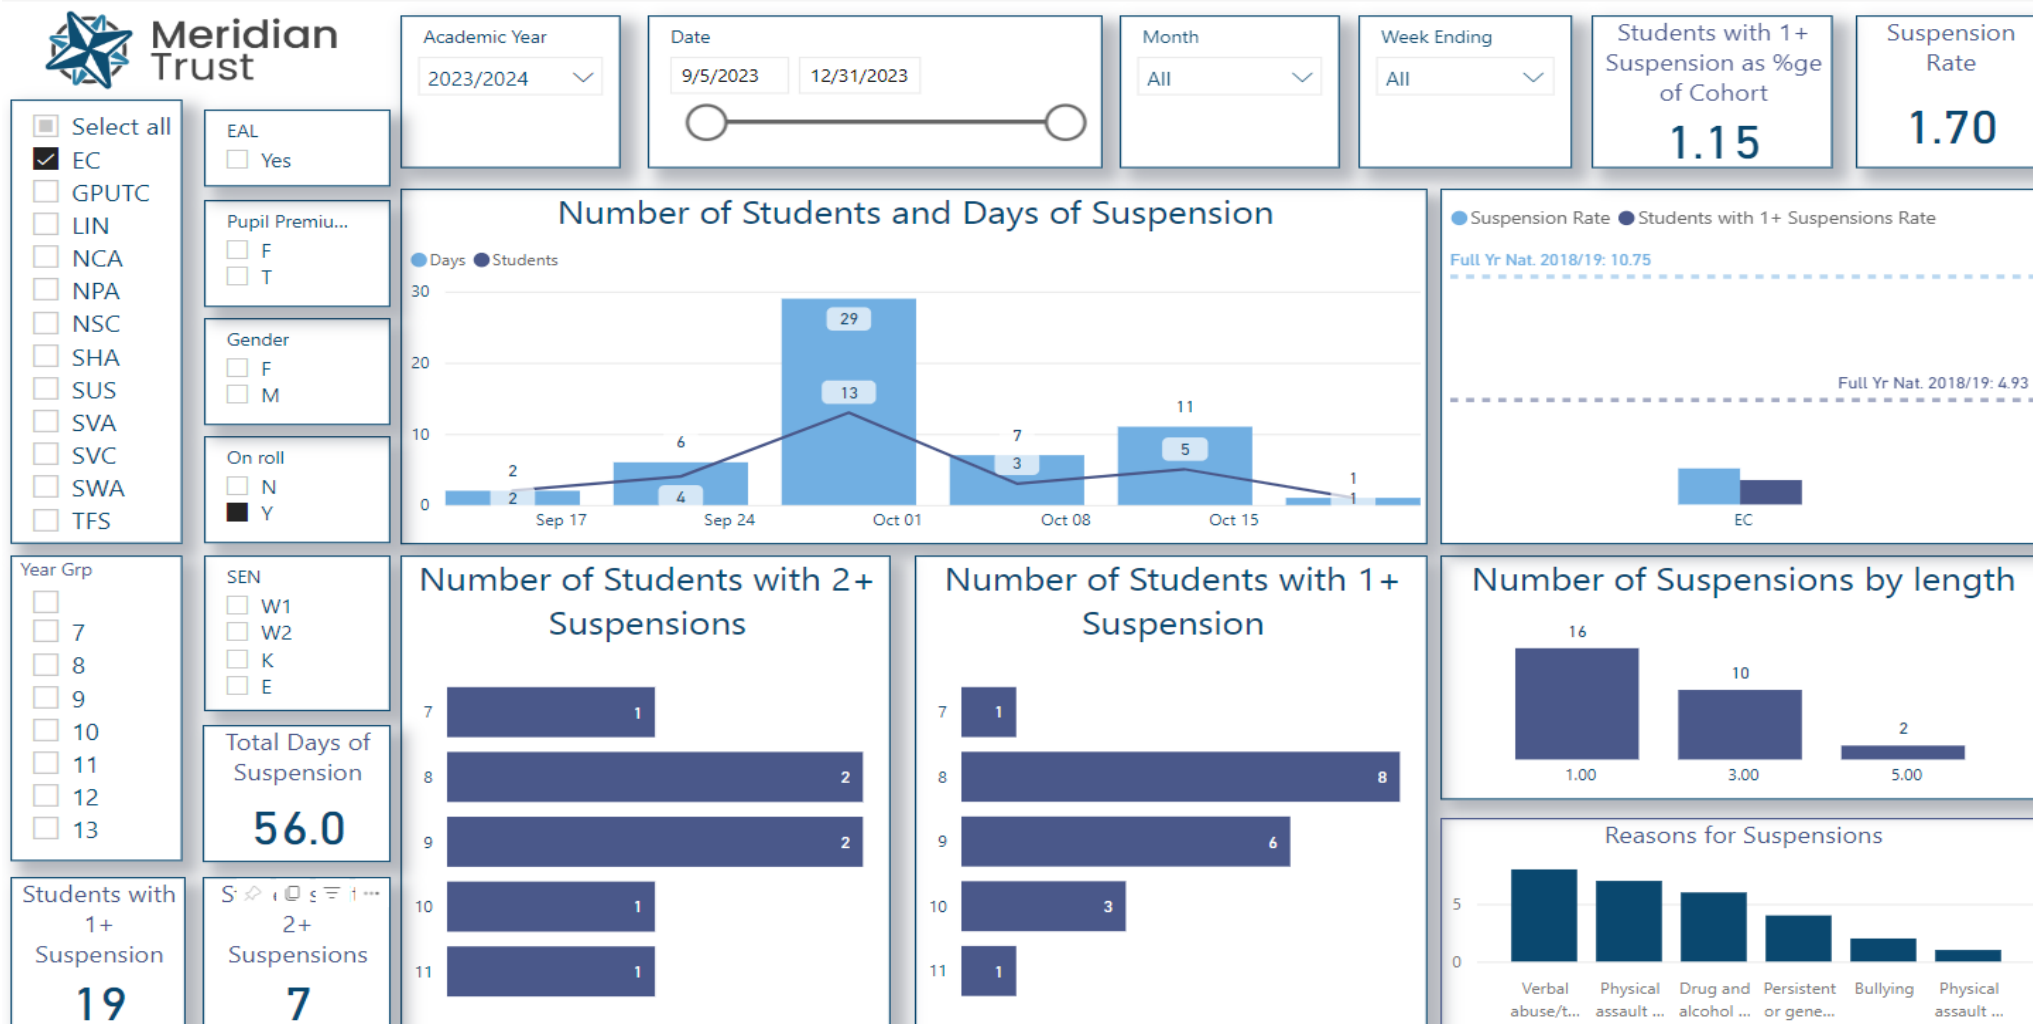 Meridian
Trust
Academic Year
2023/2024
Date
9/5/2023
12/31/2023
Month
All
Week Ending
All
Students with 1+
Suspension as %ge
of Cohort
1.15
Suspension
Rate
1.70
Select all
EC
GPUTC
LIN
NCA
NPA
NSC
SHA
SUS
SVA
SVC
SWA
TFS
EAL
Yes
Pupil Premiu...
F
T
Gender
F
M
On roll
N
Y
Number of Students and Days of Suspension
Days Students
30
20
10
0
2
2
6
4
29
13
7
3
11
5
1
1
Sep 17
Sep 24
Oct 01
Oct 08
Oct 15
Suspension Rate Students with 1+ Suspensions Rate
Full Yr Nat. 2018/19: 10.75
Full Yr Nat. 2018/19: 4.93
EC
Year Grp
7
8
9
10
11
12
13
SEN
W1
W2
K
E
Total Days of
Suspension
56.0
Students with
1+
Suspension
19
2+
Suspensions
7
Number of Students with 2+
Suspensions
7 1
8 2
9 2
10 1
11 1
Number of Students with 1+
Suspension
7 1
8 8
9 6
10 3
11 1
Number of Suspensions by length
16
10
2
1.00
3.00
5.00
Reasons for Suspensions
5
0
Verbal
abuse/t...
Physical
assault ...
Drug and
alcohol ...
Persistent
or gene...
Bullying
Physical
assault ...